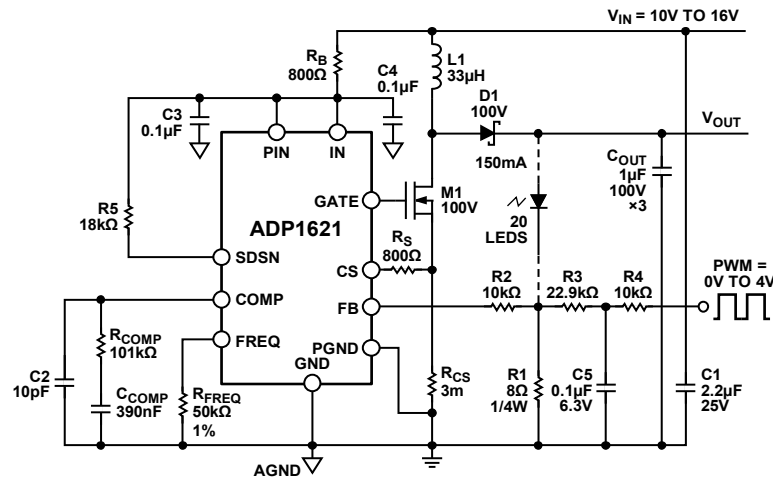 VIN = 10V TO 16V
RB
800Ω
C4
0.1µF
L1
33µH
C3
0.1µF
D1
100V
VOUT
PIN
IN
150mA
COUT
1µF
100V
×3
GATE
M1
100V
R5
18kΩ
ADP1621
20
LEDS
RS
800Ω
PWM =
0V TO 4V
SDSN
CS
R2
10kΩ
R3
22.9kΩ
R4
10kΩ
COMP
FB
RCOMP
101kΩ
FREQ
PGND
GND
C2
10pF
CCOMP
390nF
RFREQ
50kΩ
1%
RCS
3m
R1
8Ω
1/4W
C5
0.1µF
6.3V
C1
2.2µF
25V
AGND